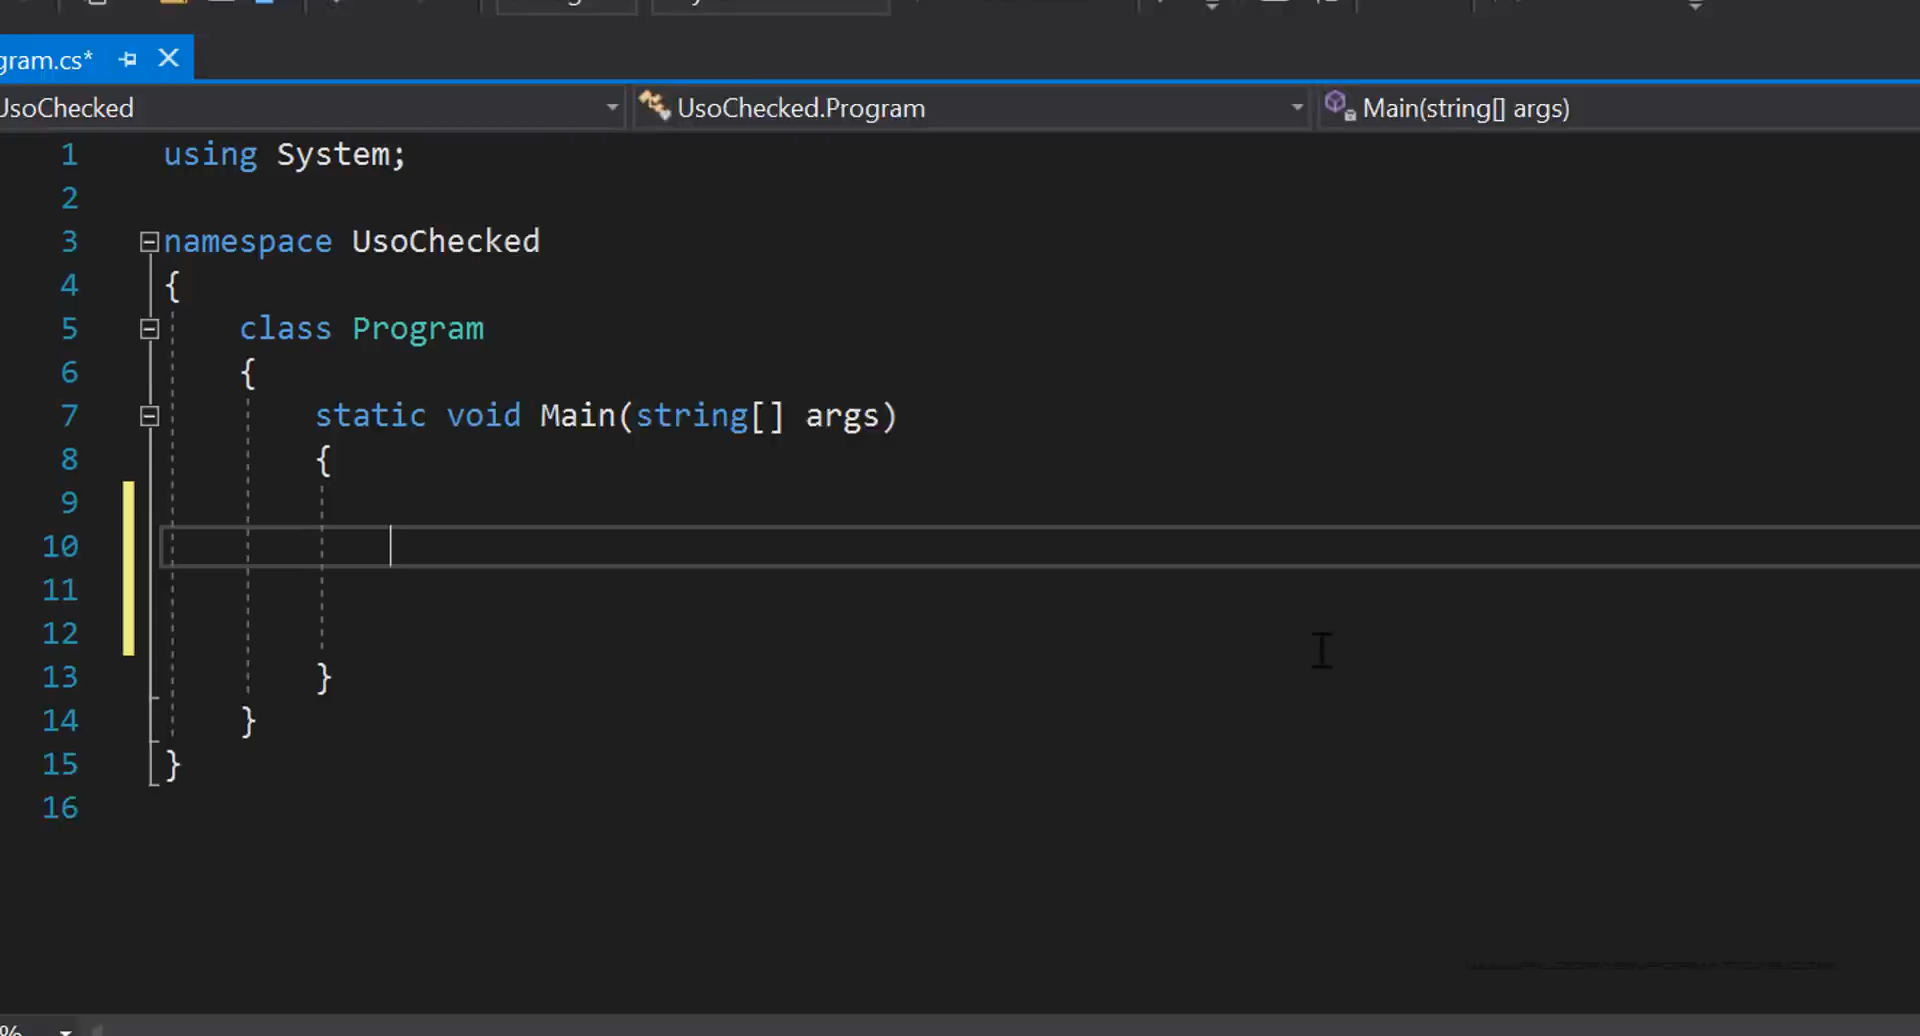 gram.cs*
UsoChecked UsoChecked.Program Main(string[] args)
1 using System;
2
3 namespace UsoChecked
4 {
5 class Program
6 {
7 static void Main(string[] args)
8 {
9
10
11
12
13 }
14 }
15 }
16
%